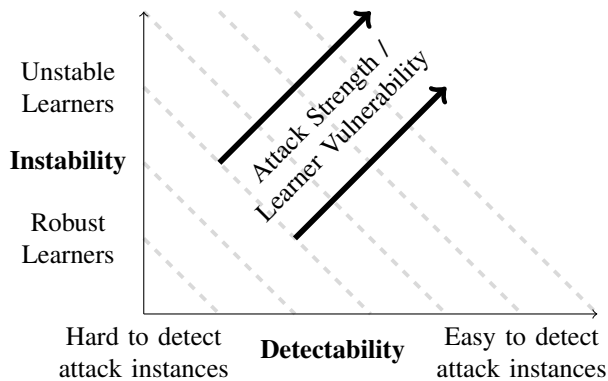 Unstable
Learners
Instability
Robust
Learners
Attack Strength /
Learner Vulnerability
Hard to detect
attack instances
Detectability
Easy to detect
attack instances